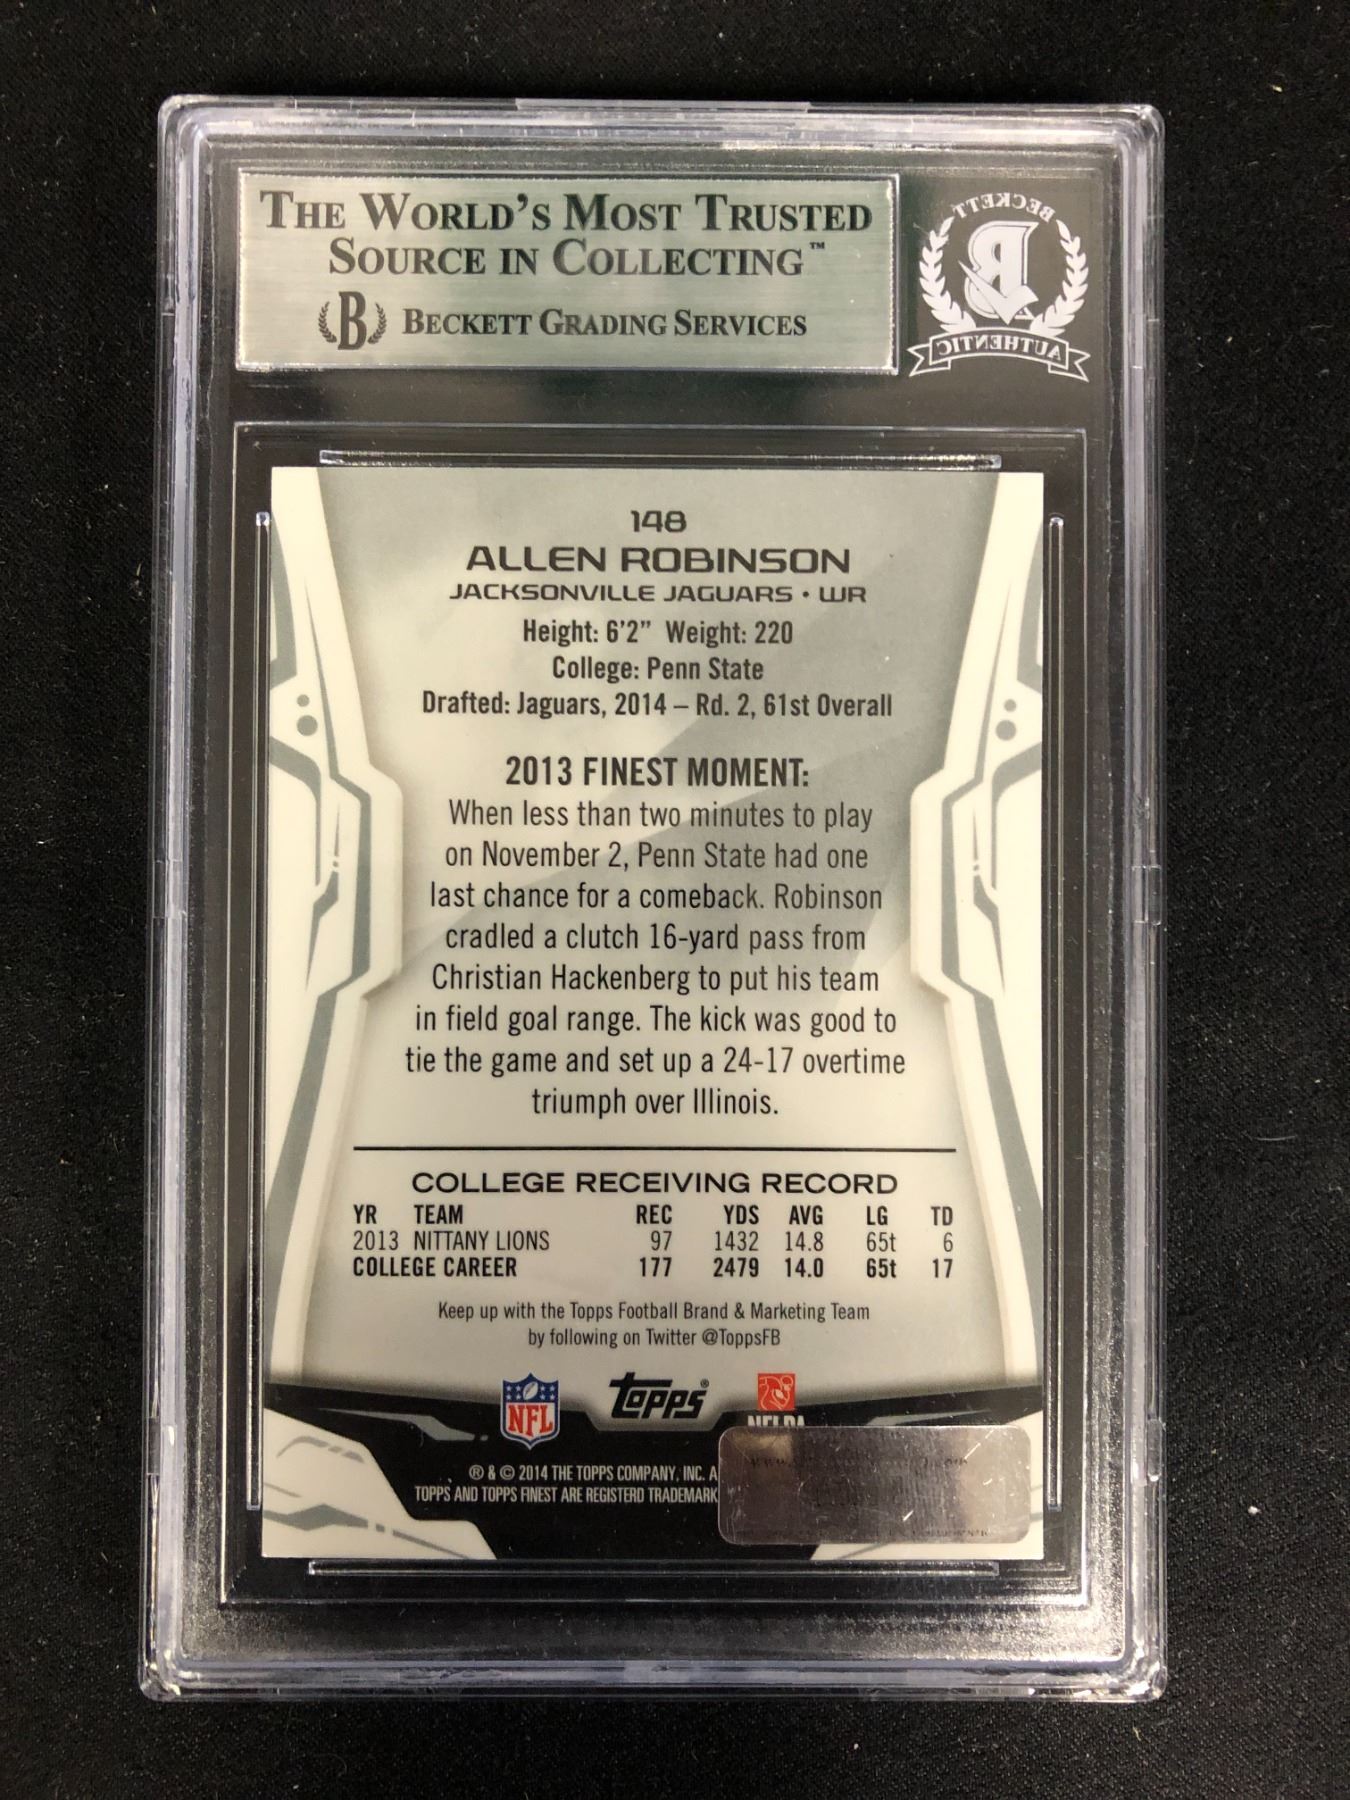 THE WORLD'S MOST TRUSTED
SOURCE IN COLLECTING™
B BECKETT GRADING SERVICES
BECKETT
B
AUTHENTIC
148
ALLEN ROBINSON
JACKSONVILLE JAGUARS • WR
Height: 6'2" Weight: 220
College: Penn State
Drafted: Jaguars, 2014 – Rd. 2, 61st Overall
2013 FINEST MOMENT:
When less than two minutes to play
on November 2, Penn State had one
last chance for a comeback. Robinson
cradled a clutch 16-yard pass from
Christian Hackenberg to put his team
in field goal range. The kick was good to
tie the game and set up a 24-17 overtime
triumph over Illinois.
COLLEGE RECEIVING RECORD
YR TEAM REC YDS AVG LG TD
2013 NITTANY LIONS 97 1432 14.8 65t 6
COLLEGE CAREER 177 2479 14.0 65t 17
Keep up with the Topps Football Brand & Marketing Team
by following on Twitter @ToppsFB
NFL Topps® NFLPA
® & © 2014 THE TOPPS COMPANY, INC. A
TOPPS AND TOPPS FINEST ARE REGISTERD TRADEMARK